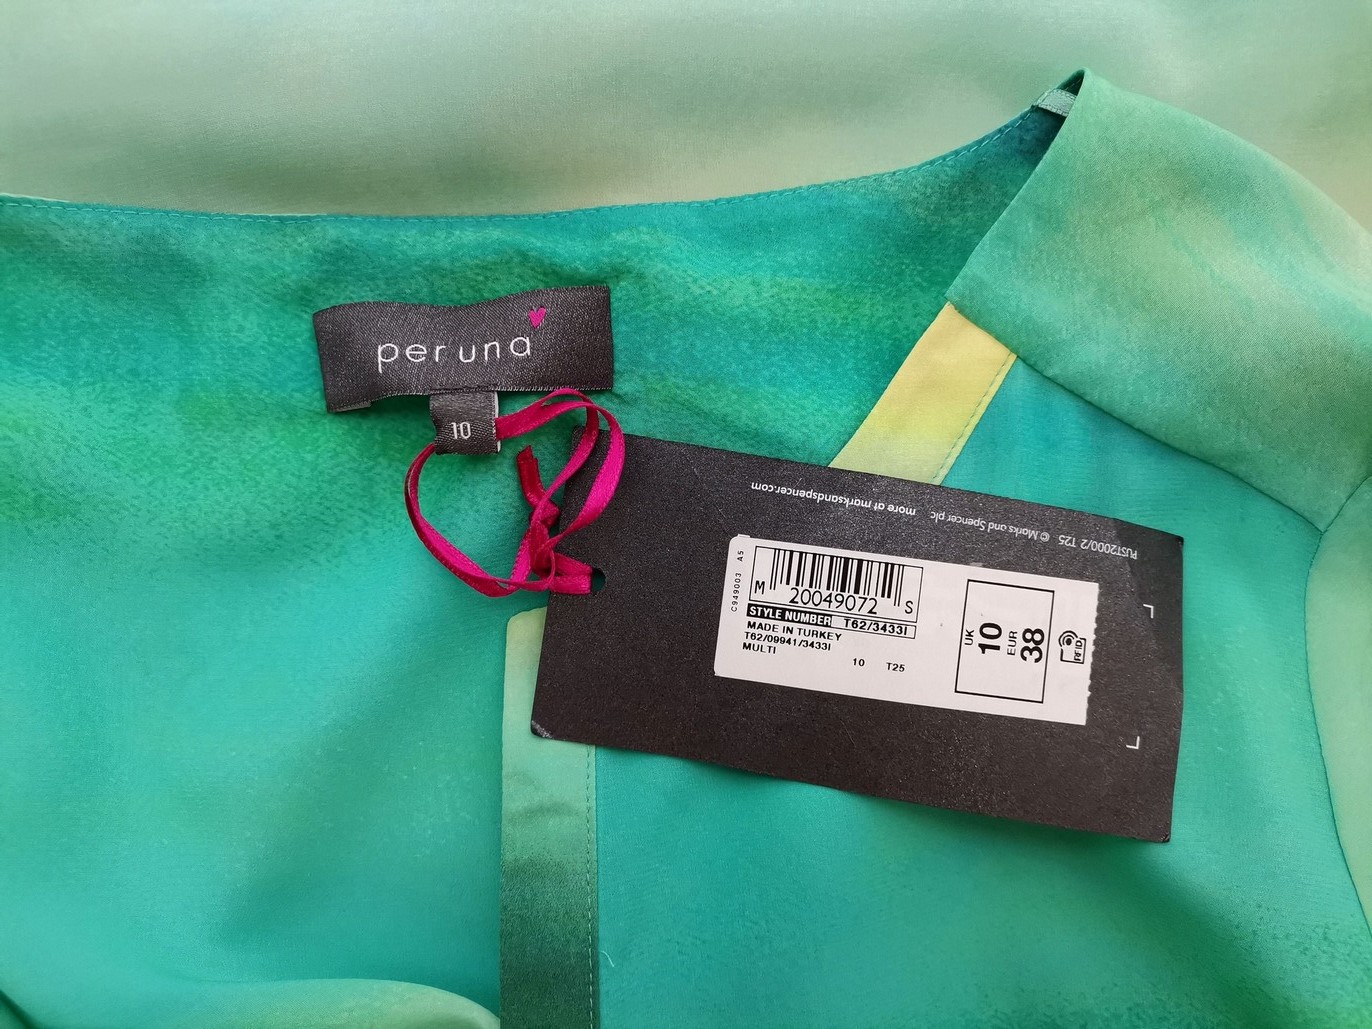 per una
10
more at marksandspencer.com
PUST2000/2 T25 © Marks and Spencer plc
C949003 A5
M 20049072 S
STYLE NUMBER T62/3433I
MADE IN TURKEY
T62/09941/3433I
MULTI
10 T25
UK
10
EUR
38
RFID